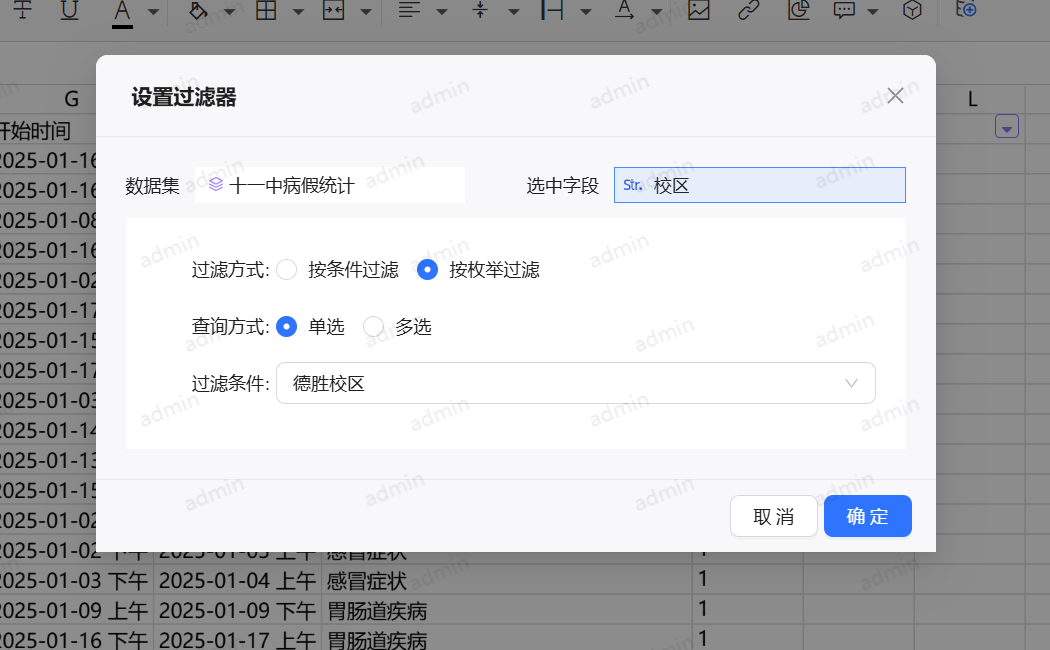 G
L
开始时间
设置过滤器
数据集
十一中病假统计
选中字段
Str. 校区
过滤方式:
按条件过滤
按枚举过滤
查询方式:
单选
多选
过滤条件:
德胜校区
取 消
确 定
2025-01-16
2025-01-16
2025-01-08
2025-01-16
2025-01-02
2025-01-17
2025-01-15
2025-01-17
2025-01-03
2025-01-14
2025-01-13
2025-01-15
2025-01-02
2025-01-02 下午 2025-01-03 上午 感冒症状 1
2025-01-03 下午 2025-01-04 上午 感冒症状 1
2025-01-09 上午 2025-01-09 下午 胃肠道疾病 1
2025-01-16 下午 2025-01-17 上午 胃肠道疾病 1
admin